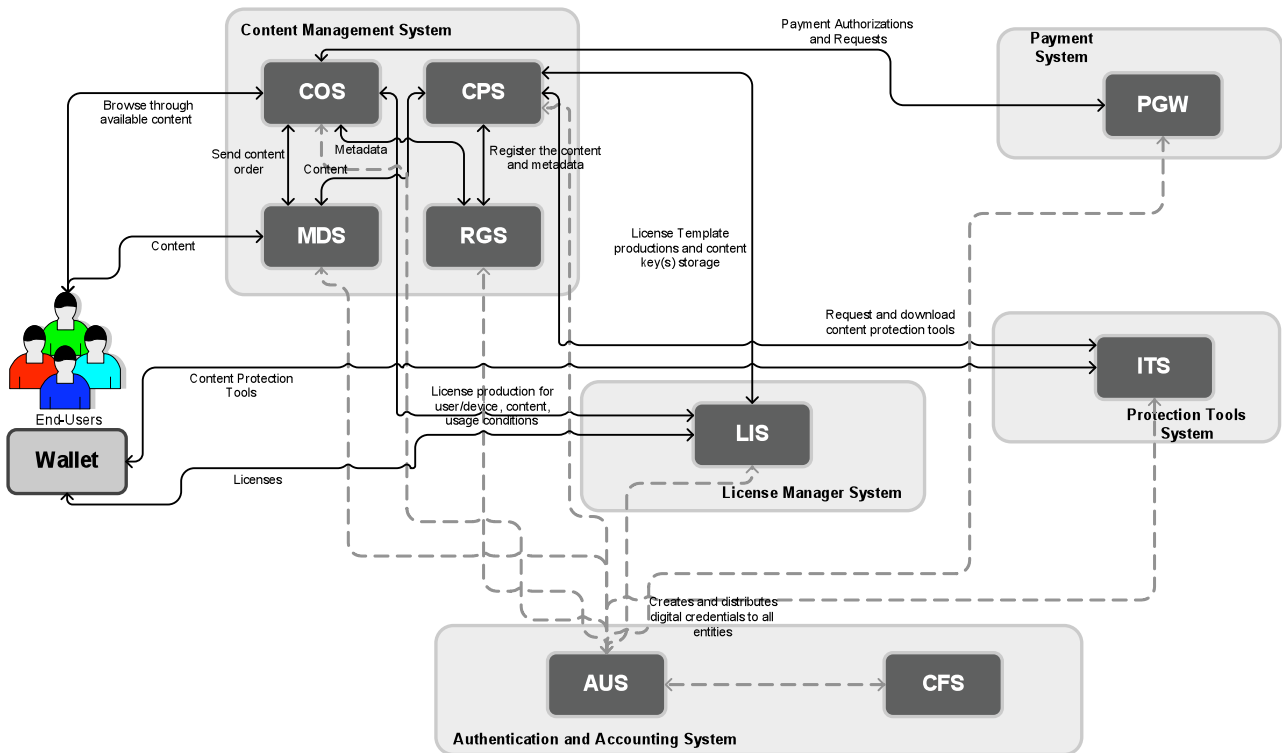 Payment Authorizations
and Requests
Content Management System
Payment
System
COS
CPS
PGW
Browse through
available content
Send content
order
Metadata
Content
Register the content
and metadata
MDS
RGS
Content
License Template
productions and content
key(s) storage
Request and download
content protection tools
ITS
Content Protection
Tools
License production for
user/device, content,
usage conditions
End-Users
Protection Tools
System
LIS
Wallet
Licenses
License Manager System
Creates and distributes
digital credentials to all
entities
AUS
CFS
Authentication and Accounting System